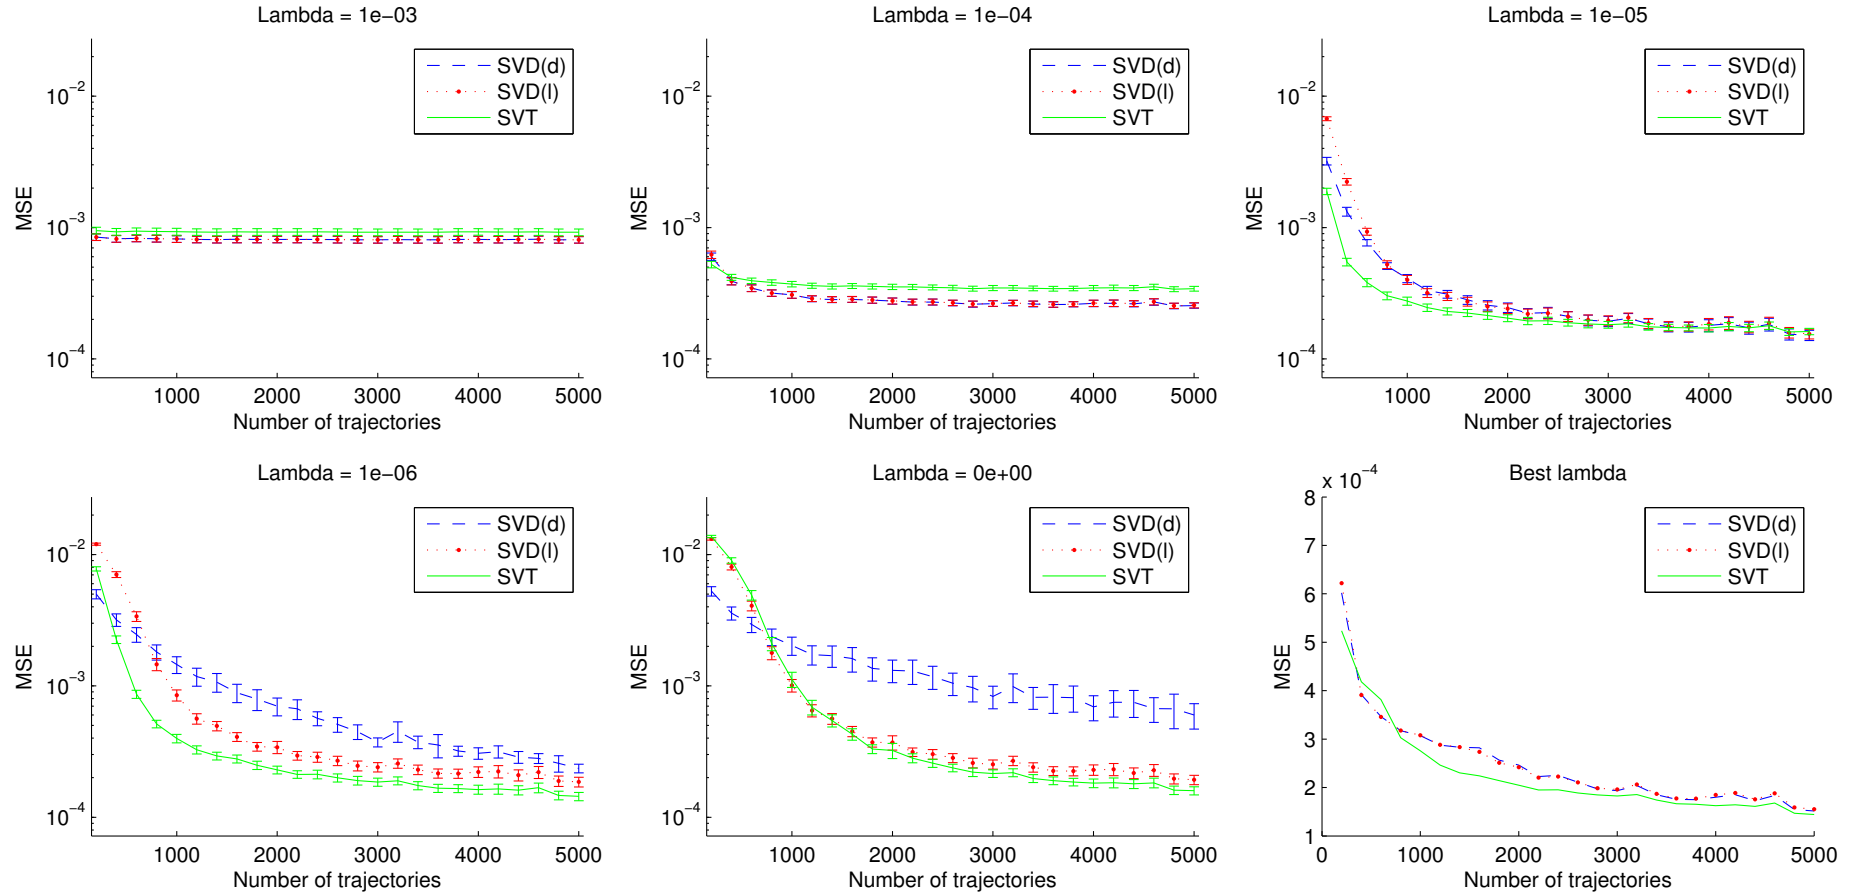 Lambda = 1e−03
SVD(d)
SVD(l)
SVT
MSE
10−2
10−3
10−4
1000 2000 3000 4000 5000
Number of trajectories
Lambda = 1e−04
SVD(d)
SVD(l)
SVT
MSE
10−2
10−3
10−4
1000 2000 3000 4000 5000
Number of trajectories
Lambda = 1e−05
SVD(d)
SVD(l)
SVT
MSE
10−2
10−3
10−4
1000 2000 3000 4000 5000
Number of trajectories
Lambda = 1e−06
SVD(d)
SVD(l)
SVT
MSE
10−2
10−3
10−4
1000 2000 3000 4000 5000
Number of trajectories
Lambda = 0e+00
SVD(d)
SVD(l)
SVT
MSE
10−2
10−3
10−4
1000 2000 3000 4000 5000
Number of trajectories
Best lambda
x 10−4
SVD(d)
SVD(l)
SVT
MSE
8
7
6
5
4
3
2
1
0 1000 2000 3000 4000 5000
Number of trajectories